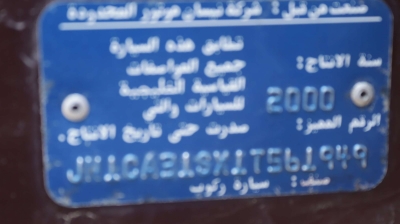 صنعت من قبل : شركة نيسان موتور المحدودة
تطابق هذه السيارة
جميع المواصفات
القياسية الخليجية
للسيارات والتي
صدرت حتى تاريخ الانتاج.
سنة الانتاج:
2000
الرقم المميز:
صنف: سيارة ركوب